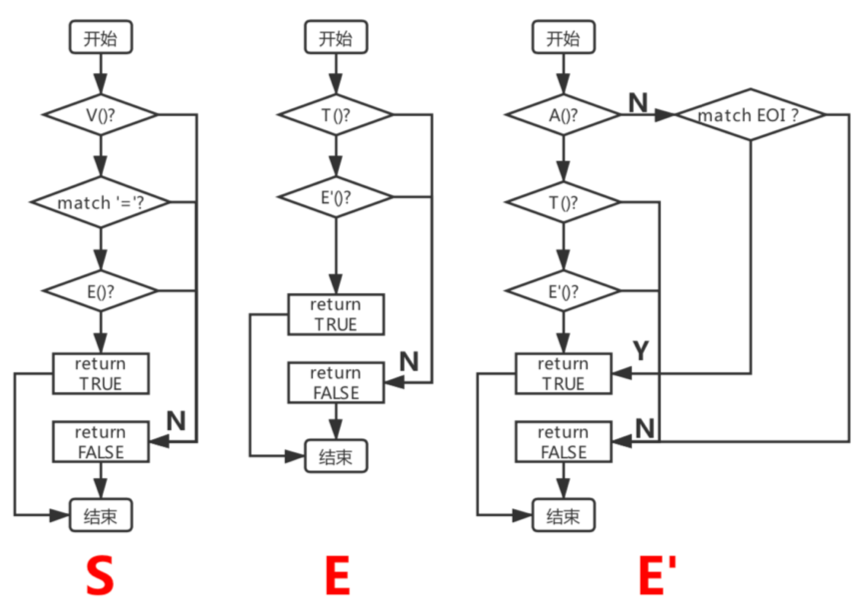 开始
V()?
match '='?
E()?
return
TRUE
N
return
FALSE
结束
S
开始
T()?
E'()?
return
TRUE
N
return
FALSE
结束
E
开始
A()?
N
match EOI ?
T()?
E'()?
Y
return
TRUE
N
return
FALSE
结束
E'